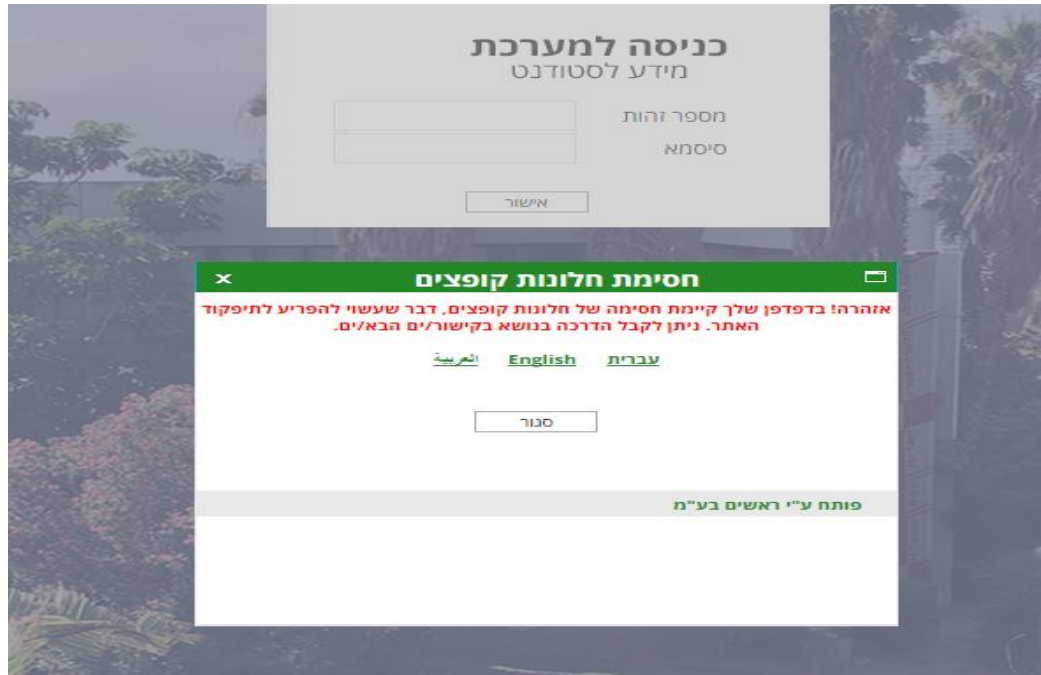 כניסה למערכת
מידע לסטודנט
מספר זהות
סיסמא
אישור
חסימת חלונות קופצים
אזהרה! בדפדפן שלך קיימת חסימה של חלונות קופצים, דבר שעשוי להפריע לתיפקוד
האתר. ניתן לקבל הדרכה בנושא בקישור/ים הבא/ים.
עברית English العربية
סגור
פותח ע"י ראשים בע"מ